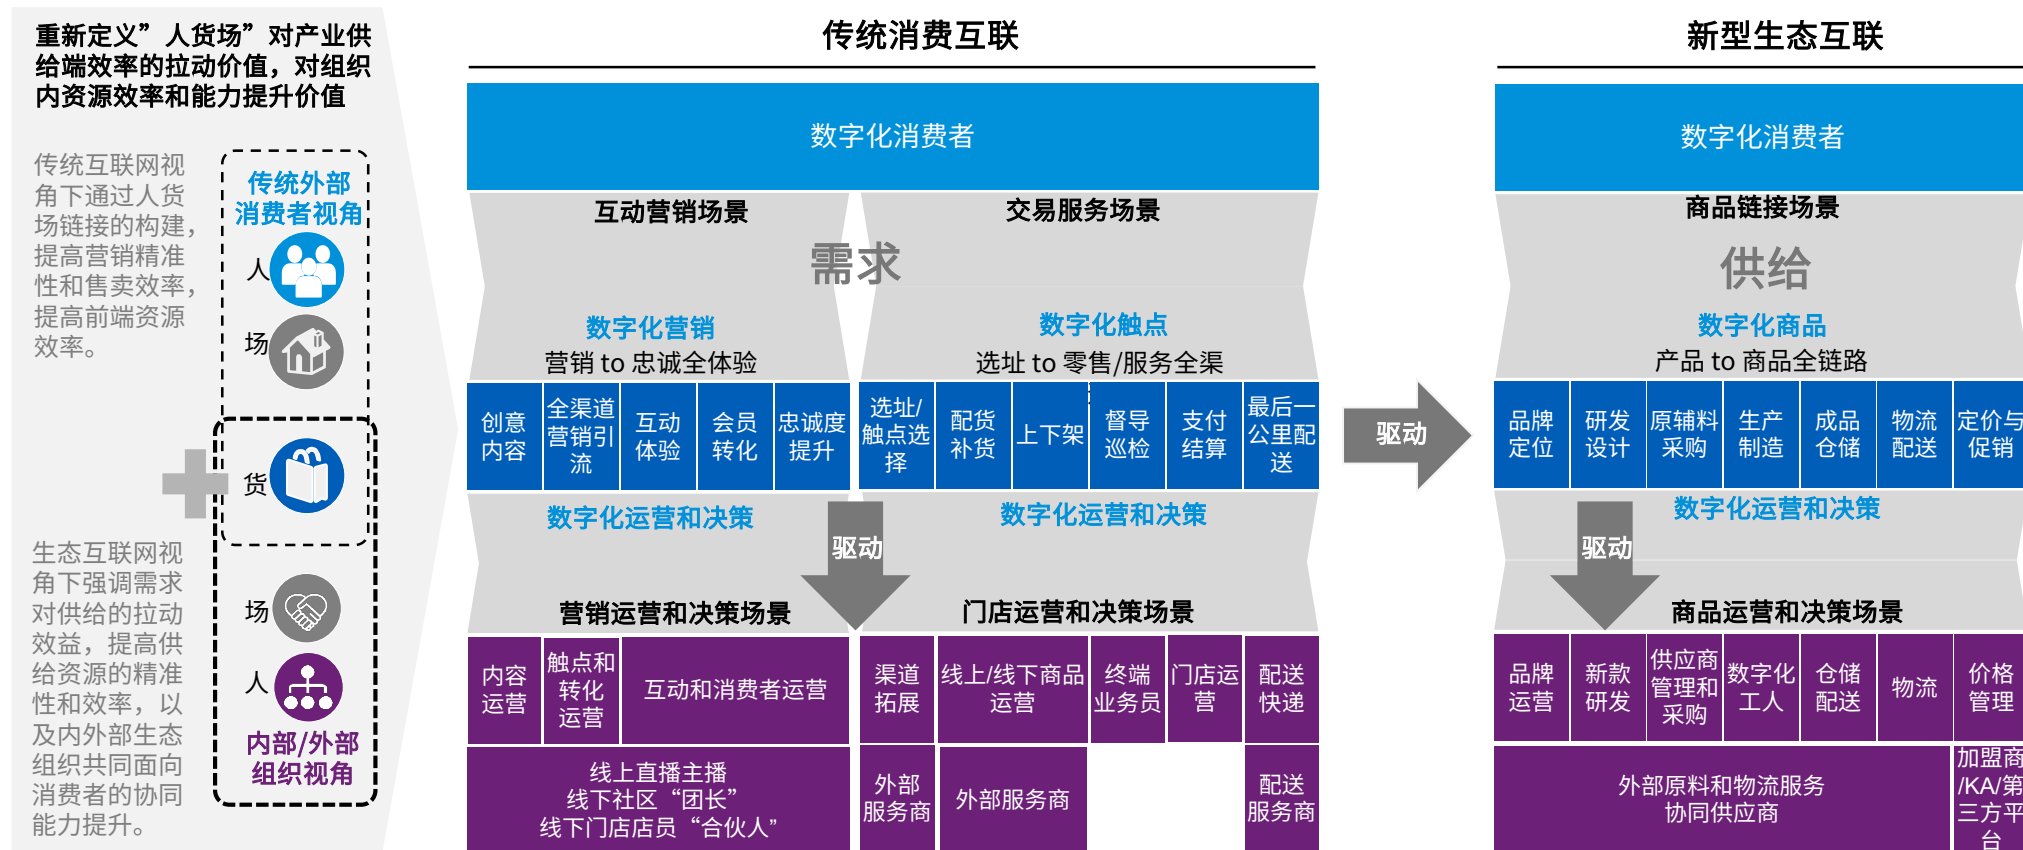 重新定义”人货场”对产业供
给端效率的拉动价值，对组织
内资源效率和能力提升价值
传统互联网视
角下通过人货
场链接的构建，
提高营销精准
性和售卖效率，
提高前端资源
效率。
传统外部
消费者视角
人
场
货
场
人
内部/外部
组织视角
生态互联网视
角下强调需求
对供给的拉动
效益，提高供
给资源的精准
性和效率，以
及内外部生态
组织共同面向
消费者的协同
能力提升。
传统消费互联
数字化消费者
互动营销场景
交易服务场景
需求
数字化营销
营销 to 忠诚全体验
数字化触点
选址 to 零售/服务全渠
创意
内容
全渠道
营销引
流
互动
体验
会员
转化
忠诚度
提升
选址/
触点选
择
配货
补货
上下架
督导
巡检
支付
结算
最后一
公里配
送
数字化运营和决策
数字化运营和决策
驱动
营销运营和决策场景
门店运营和决策场景
内容
运营
触点和
转化
运营
互动和消费者运营
渠道
拓展
线上/线下商品
运营
终端
业务员
门店运
营
配送
快递
线上直播主播
线下社区“团长”
线下门店店员“合伙人”
外部
服务商
外部服务商
配送
服务商
驱动
新型生态互联
数字化消费者
商品链接场景
供给
数字化商品
产品 to 商品全链路
品牌
定位
研发
设计
原辅料
采购
生产
制造
成品
仓储
物流
配送
定价与
促销
数字化运营和决策
驱动
商品运营和决策场景
品牌
运营
新款
研发
供应商
管理和
采购
数字化
工人
仓储
配送
物流
价格
管理
外部原料和物流服务
协同供应商
加盟商
/KA/第
三方平
台